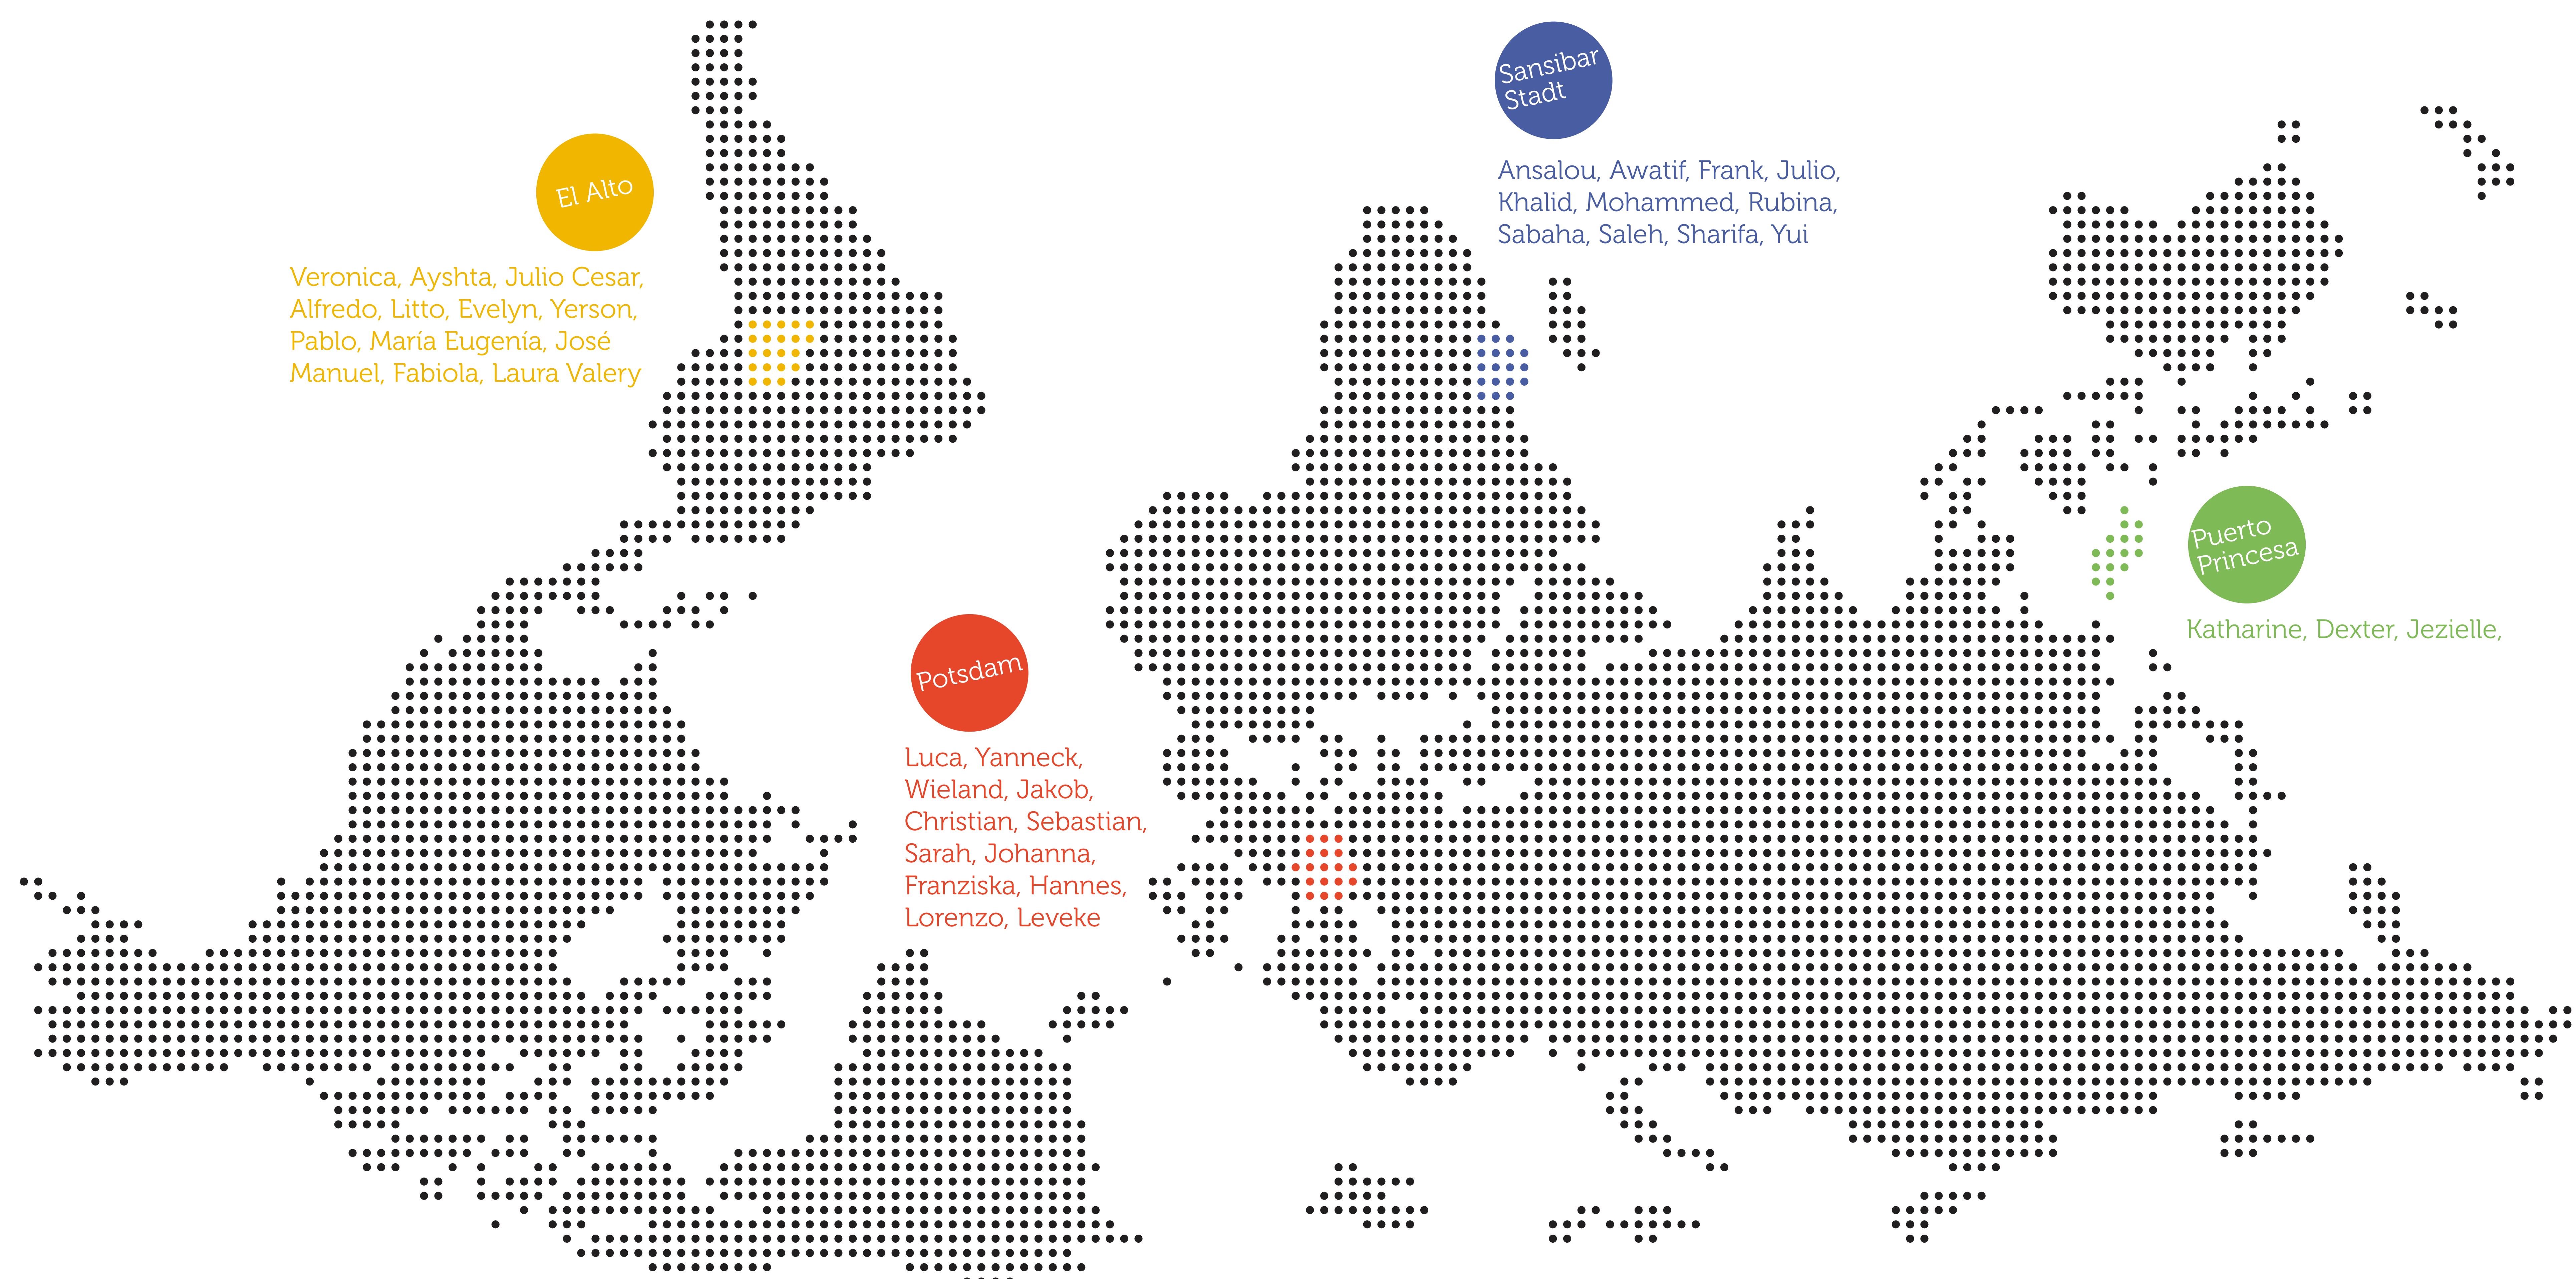 El Alto
Veronica, Ayshta, Julio Cesar,
Alfredo, Litto, Evelyn, Yerson,
Pablo, María Eugenía, José
Manuel, Fabiola, Laura Valery
Sansibar
Stadt
Ansalou, Awatif, Frank, Julio,
Khalid, Mohammed, Rubina,
Sabaha, Saleh, Sharifa, Yui
Potsdam
Luca, Yanneck,
Wieland, Jakob,
Christian, Sebastian,
Sarah, Johanna,
Franziska, Hannes,
Lorenzo, Leveke
Puerto
Princesa
Katharine, Dexter, Jezielle,